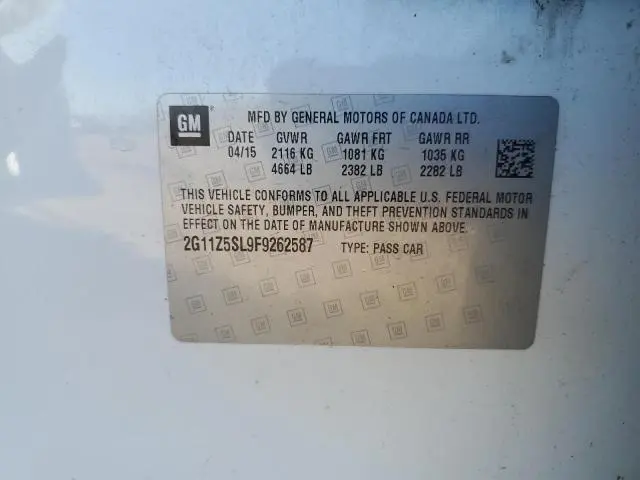 GM ® MFD BY GENERAL MOTORS OF CANADA LTD.
DATE GVWR GAWR FRT GAWR RR
04/15 2116 KG 1081 KG 1035 KG
4664 LB 2382 LB 2282 LB
THIS VEHICLE CONFORMS TO ALL APPLICABLE U.S. FEDERAL MOTOR
VEHICLE SAFETY, BUMPER, AND THEFT PREVENTION STANDARDS IN
EFFECT ON THE DATE OF MANUFACTURE SHOWN ABOVE.
2G11Z5SL9F9262587 TYPE: PASS CAR